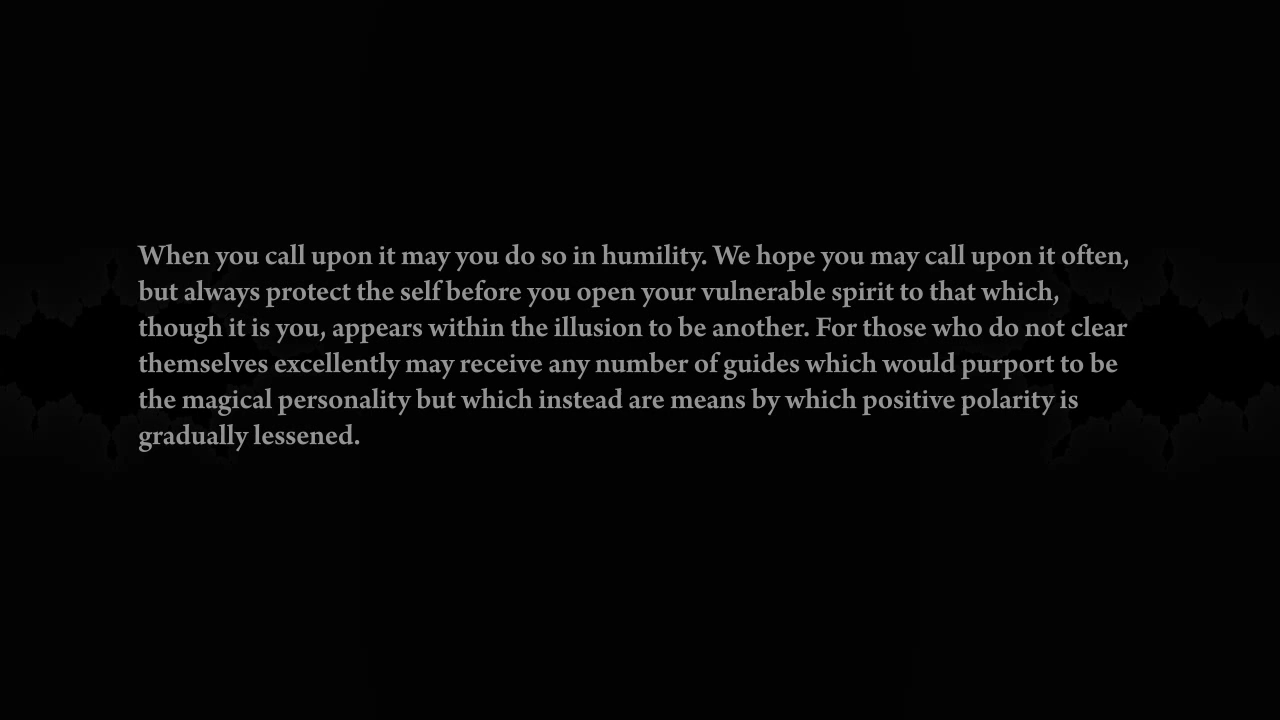 When you call upon it may you do so in humility. We hope you may call upon it often,
but always protect the self before you open your vulnerable spirit to that which,
though it is you, appears within the illusion to be another. For those who do not clear
themselves excellently may receive any number of guides which would purport to be
the magical personality but which instead are means by which positive polarity is
gradually lessened.